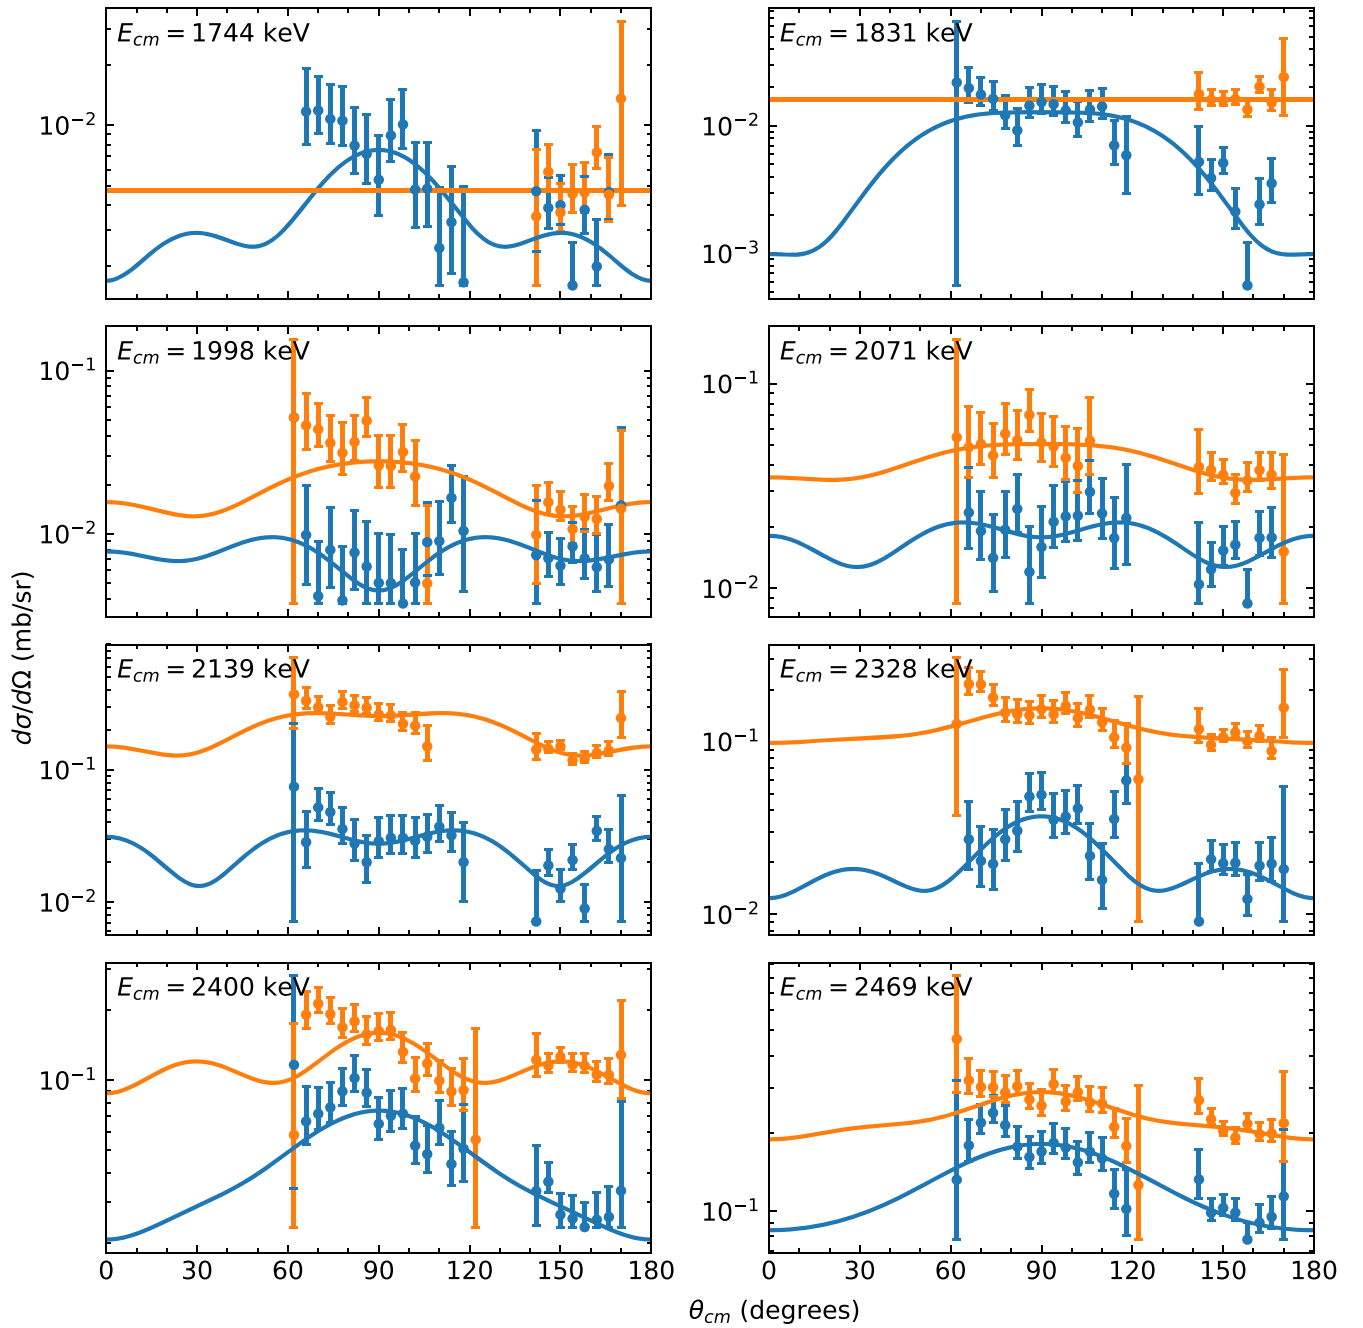 E_cm = 1744 keV
E_cm = 1831 keV
10^−2
10^−2
10^−3
E_cm = 1998 keV
E_cm = 2071 keV
10^−1
10^−2
10^−1
10^−2
dσ/dΩ (mb/sr)
E_cm = 2139 keV
E_cm = 2328 keV
10^−1
10^−2
10^−1
10^−2
E_cm = 2400 keV
E_cm = 2469 keV
10^−1
10^−1
0 30 60 90 120 150 180
0 30 60 90 120 150 180
θ_cm (degrees)